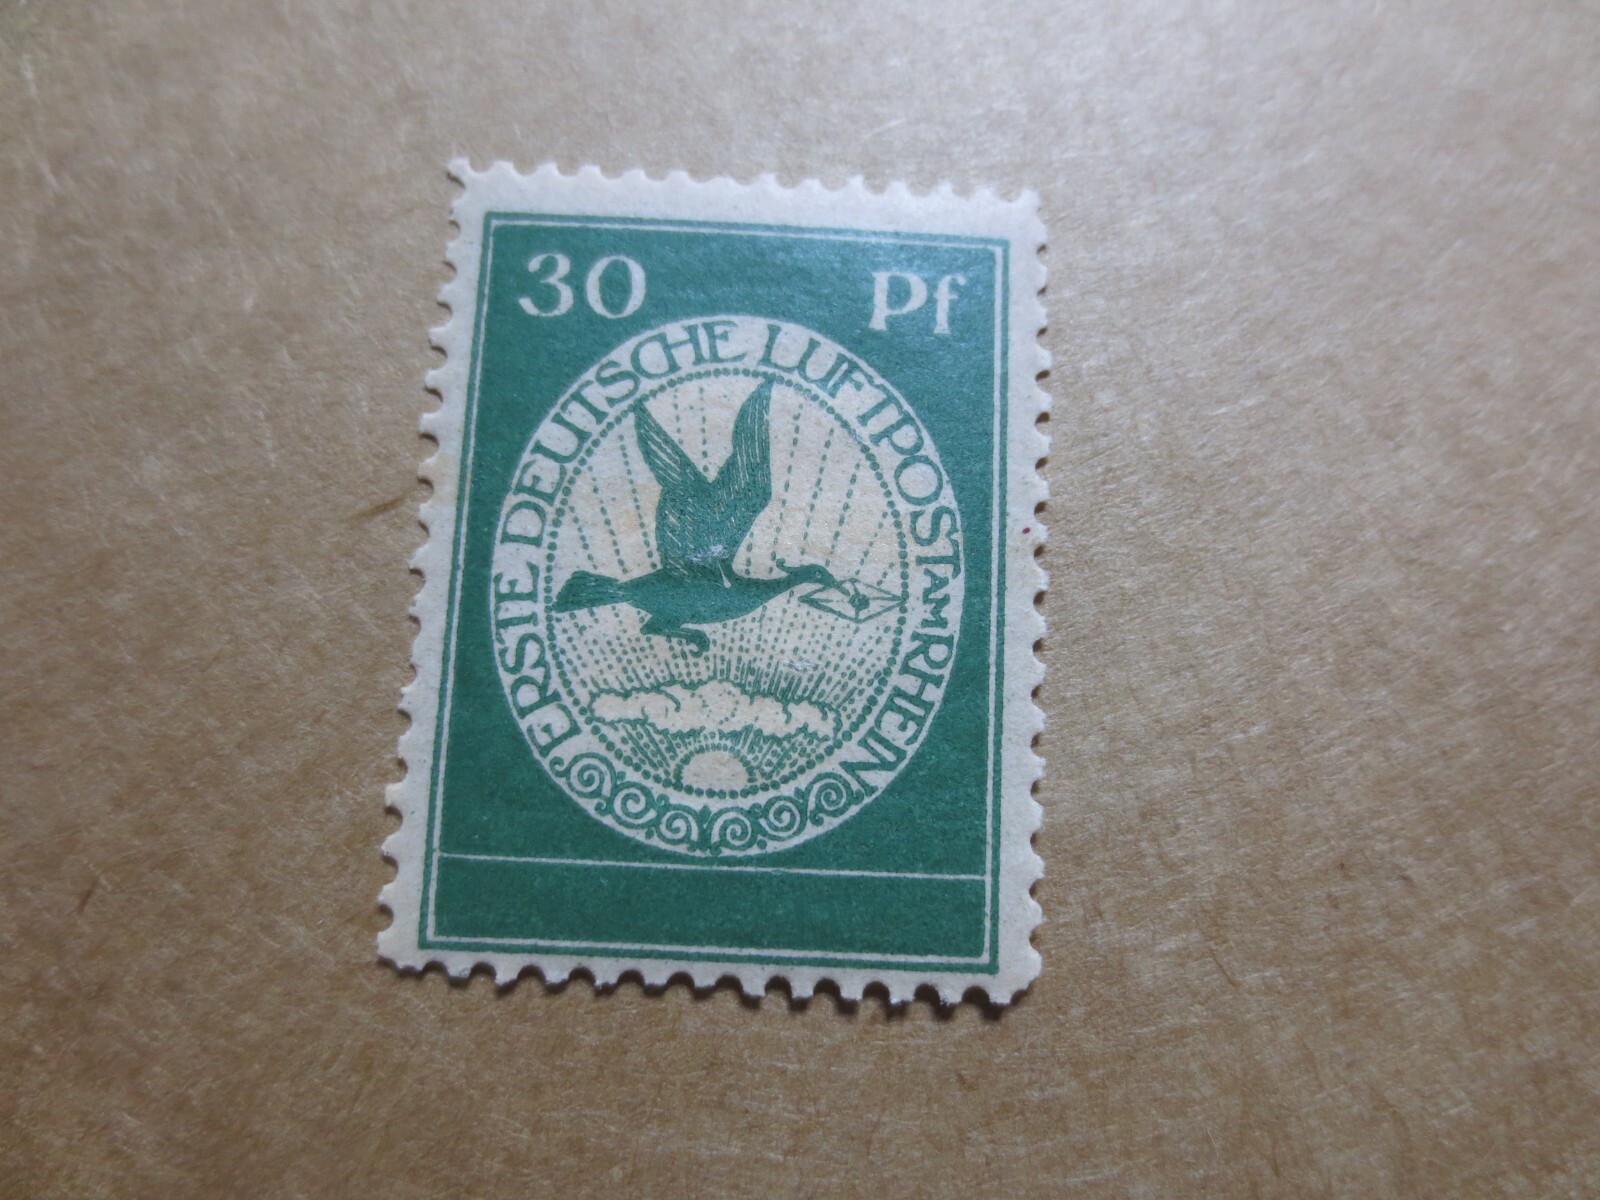 30 Pf
ERSTE DEUTSCHE LUFTPOST AM RHEIN